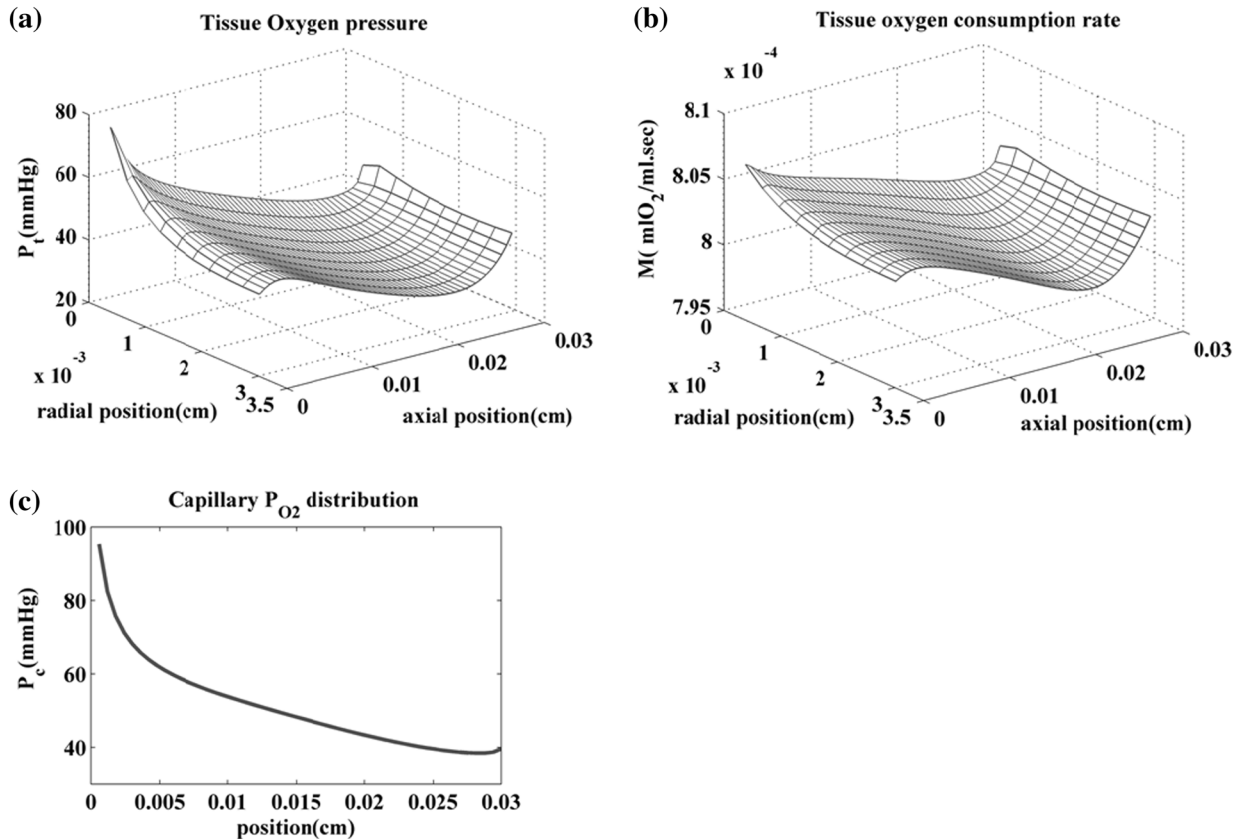 (a)
Tissue Oxygen pressure
80
60
40
20
P_t(mmHg)
0
1
2
3
3.5
x 10^-3
radial position(cm)
0
0.01
0.02
0.03
axial position(cm)
(b)
Tissue oxygen consumption rate
x 10^-4
8.1
8.05
8
7.95
M( mlO_2/ml.sec)
0
1
2
3
3.5
x 10^-3
radial position(cm)
0
0.01
0.02
0.03
axial position(cm)
(c)
Capillary P_O2 distribution
100
80
60
40
P_c(mmHg)
0
0.005
0.01
0.015
0.02
0.025
0.03
position(cm)